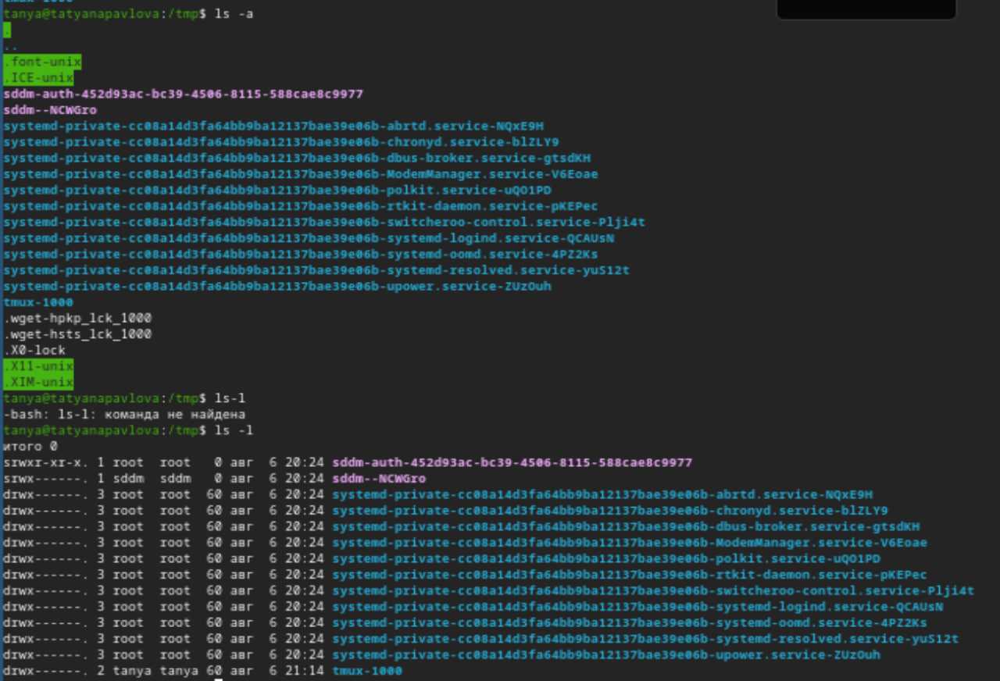 tmux-1000
tanya@tatyanapavlova:/tmp$ ls -a
.
..
.font-unix
.ICE-unix
sddm-auth-452d93ac-bc39-4506-8115-588cae8c9977
sddm--NCWGro
systemd-private-cc08a14d3fa64bb9ba12137bae39e06b-abrtd.service-NQxE9H
systemd-private-cc08a14d3fa64bb9ba12137bae39e06b-chronyd.service-blZLY9
systemd-private-cc08a14d3fa64bb9ba12137bae39e06b-dbus-broker.service-gtsdKH
systemd-private-cc08a14d3fa64bb9ba12137bae39e06b-ModemManager.service-V6Eoae
systemd-private-cc08a14d3fa64bb9ba12137bae39e06b-polkit.service-uQO1PD
systemd-private-cc08a14d3fa64bb9ba12137bae39e06b-rtkit-daemon.service-pKEPec
systemd-private-cc08a14d3fa64bb9ba12137bae39e06b-switcheroo-control.service-Plji4t
systemd-private-cc08a14d3fa64bb9ba12137bae39e06b-systemd-logind.service-QCAUsN
systemd-private-cc08a14d3fa64bb9ba12137bae39e06b-systemd-oomd.service-4PZ2Ks
systemd-private-cc08a14d3fa64bb9ba12137bae39e06b-systemd-resolved.service-yuS12t
systemd-private-cc08a14d3fa64bb9ba12137bae39e06b-upower.service-ZUzOuh
tmux-1000
.wget-hpkp_lck_1000
.wget-hsts_lck_1000
.X0-lock
.X11-unix
.XIM-unix
tanya@tatyanapavlova:/tmp$ ls-l
-bash: ls-l: команда не найдена
tanya@tatyanapavlova:/tmp$ ls -l
итого 0
srwxr-xr-x. 1 root  root   0 авг  6 20:24 sddm-auth-452d93ac-bc39-4506-8115-588cae8c9977
srwx------. 1 sddm  sddm   0 авг  6 20:24 sddm--NCWGro
drwx------. 3 root  root  60 авг  6 20:24 systemd-private-cc08a14d3fa64bb9ba12137bae39e06b-abrtd.service-NQxE9H
drwx------. 3 root  root  60 авг  6 20:24 systemd-private-cc08a14d3fa64bb9ba12137bae39e06b-chronyd.service-blZLY9
drwx------. 3 root  root  60 авг  6 20:24 systemd-private-cc08a14d3fa64bb9ba12137bae39e06b-dbus-broker.service-gtsdKH
drwx------. 3 root  root  60 авг  6 20:24 systemd-private-cc08a14d3fa64bb9ba12137bae39e06b-ModemManager.service-V6Eoae
drwx------. 3 root  root  60 авг  6 20:24 systemd-private-cc08a14d3fa64bb9ba12137bae39e06b-polkit.service-uQO1PD
drwx------. 3 root  root  60 авг  6 20:24 systemd-private-cc08a14d3fa64bb9ba12137bae39e06b-rtkit-daemon.service-pKEPec
drwx------. 3 root  root  60 авг  6 20:24 systemd-private-cc08a14d3fa64bb9ba12137bae39e06b-switcheroo-control.service-Plji4t
drwx------. 3 root  root  60 авг  6 20:24 systemd-private-cc08a14d3fa64bb9ba12137bae39e06b-systemd-logind.service-QCAUsN
drwx------. 3 root  root  60 авг  6 20:24 systemd-private-cc08a14d3fa64bb9ba12137bae39e06b-systemd-oomd.service-4PZ2Ks
drwx------. 3 root  root  60 авг  6 20:24 systemd-private-cc08a14d3fa64bb9ba12137bae39e06b-systemd-resolved.service-yuS12t
drwx------. 3 root  root  60 авг  6 20:24 systemd-private-cc08a14d3fa64bb9ba12137bae39e06b-upower.service-ZUzOuh
drwx------. 2 tanya tanya 60 авг  6 21:14 tmux-1000